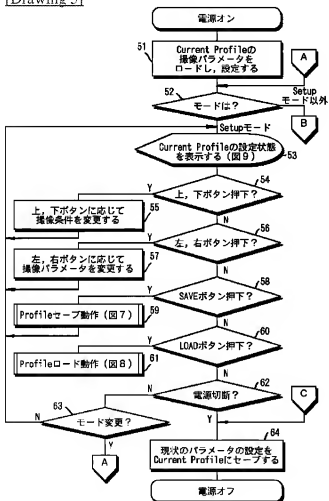 [Drawing 5]
電源オン
51
Current Profileの
撮像パラメータを
ロードし, 設定する
A
52
モードは?
Setup
モード以外
B
Setupモード
Current Profileの設定状態
を表示する (図9)
53
54
Y
上, 下ボタン押下?
N
上, 下ボタンに応じて
撮像条件を変更する
55
56
Y
左, 右ボタン押下?
N
左, 右ボタンに応じて
撮像パラメータを変更する
57
58
Y
SAVEボタン押下?
N
Profileセーブ動作 (図7)
59
60
Y
LOADボタン押下?
N
Profileロード動作 (図8)
61
62
N
電源切断?
Y
C
63
N
モード変更?
Y
A
64
現状のパラメータの設定を
Current Profileにセーブする
電源オフ